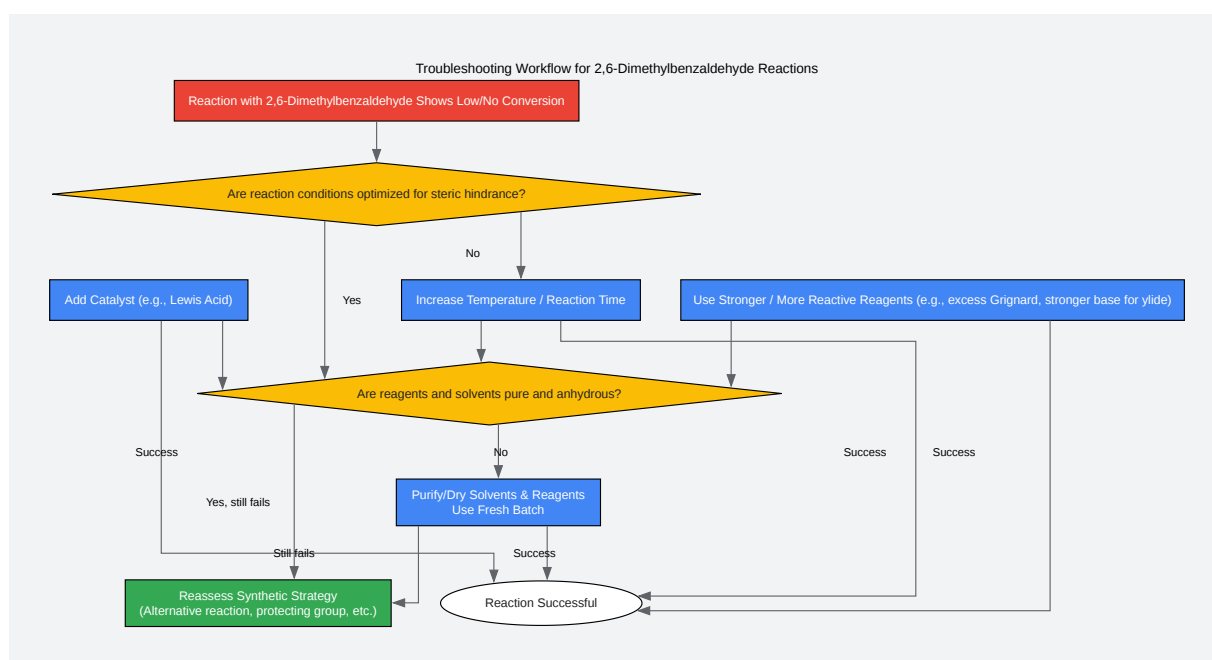 Troubleshooting Workflow for 2,6-Dimethylbenzaldehyde Reactions
Reaction with 2,6-Dimethylbenzaldehyde Shows Low/No Conversion
Are reaction conditions optimized for steric hindrance?
No
Add Catalyst (e.g., Lewis Acid)
Yes
Increase Temperature / Reaction Time
Use Stronger / More Reactive Reagents (e.g., excess Grignard, stronger base for ylide)
Are reagents and solvents pure and anhydrous?
Success
No
Success
Success
Yes, still fails
Purify/Dry Solvents & Reagents
Use Fresh Batch
Still fails
Success
Reassess Synthetic Strategy
(Alternative reaction, protecting group, etc.)
Reaction Successful